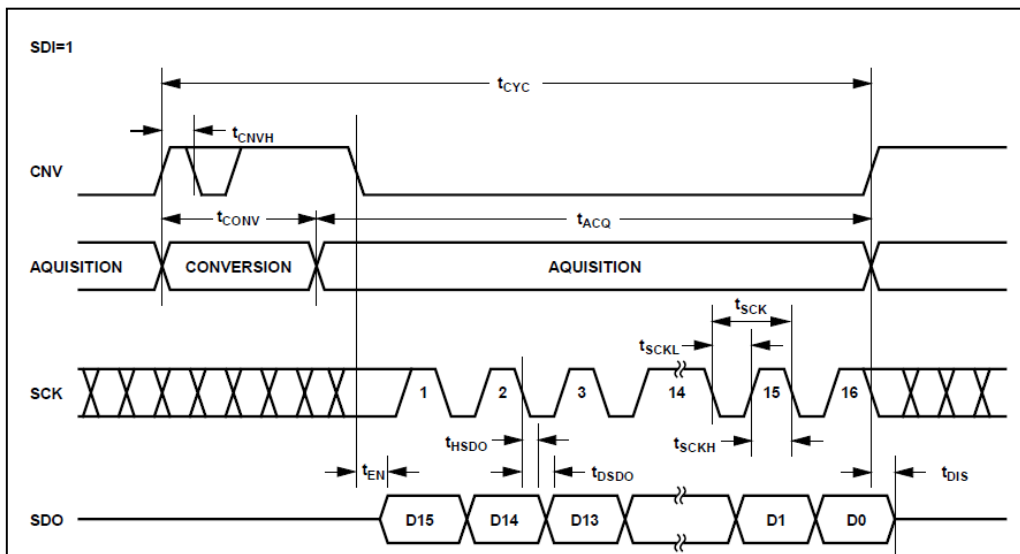 SDI=1
tCYC
tCNVH
CNV
tCONV
tACQ
AQUISITION
CONVERSION
AQUISITION
tSCK
tSCKL
SCK
1
2
3
14
15
16
tHSDO
tSCKH
tEN
tDSDO
tDIS
SDO
D15
D14
D13
D1
D0